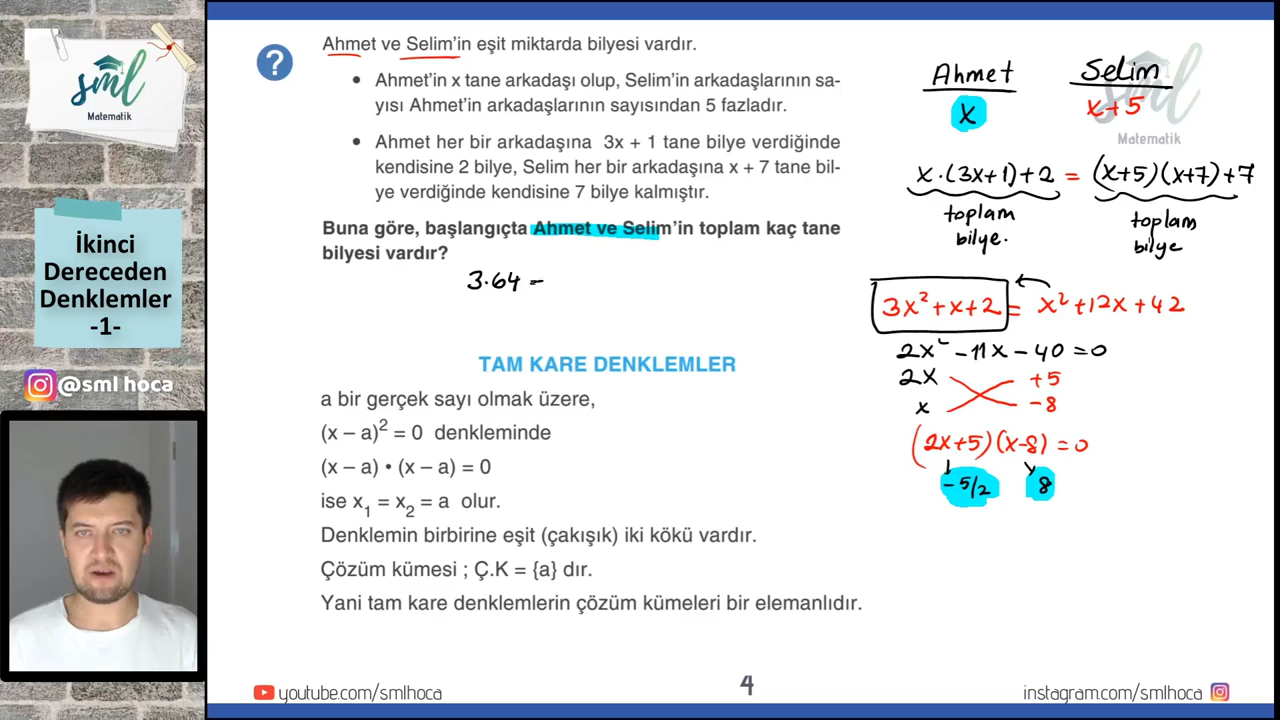 sml
Matematik
İkinci
Dereceden
Denklemler
-1-
@sml hoca
?
Ahmet ve Selim'in eşit miktarda bilyesi vardır.
• Ahmet'in x tane arkadaşı olup, Selim'in arkadaşlarının sa-
yısı Ahmet'in arkadaşlarının sayısından 5 fazladır.
• Ahmet her bir arkadaşına 3x + 1 tane bilye verdiğinde
kendisine 2 bilye, Selim her bir arkadaşına x + 7 tane bil-
ye verdiğinde kendisine 7 bilye kalmıştır.
Buna göre, başlangıçta Ahmet ve Selim'in toplam kaç tane
bilyesi vardır?
3·64 =
TAM KARE DENKLEMLER
a bir gerçek sayı olmak üzere,
(x – a)² = 0 denkleminde
(x – a) • (x – a) = 0
ise x₁ = x₂ = a olur.
Denklemin birbirine eşit (çakışık) iki kökü vardır.
Çözüm kümesi ; Ç.K = {a} dır.
Yani tam kare denklemlerin çözüm kümeleri bir elemanlıdır.
sml
Matematik
Ahmet Selim
x x+5
x·(3x+1)+2 = (x+5)(x+7)+7
toplam toplam
bilye. bilye
3x²+x+2 = x²+12x+42
2x² -11x -40 =0
2x +5
x -8
(2x+5)(x-8) =0
-5/2 8
youtube.com/smlhoca
4
instagram.com/smlhoca